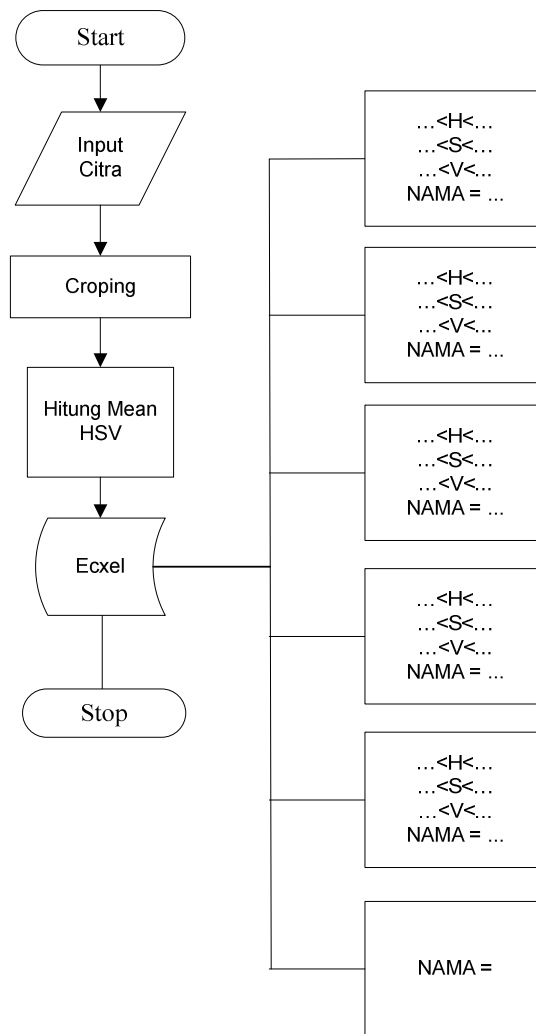 Start
Input
Citra
Croping
Hitung Mean
HSV
Ecxel
Stop
...<H<...
...<S<...
...<V<...
NAMA = ...
...<H<...
...<S<...
...<V<...
NAMA = ...
...<H<...
...<S<...
...<V<...
NAMA = ...
...<H<...
...<S<...
...<V<...
NAMA = ...
...<H<...
...<S<...
...<V<...
NAMA = ...
NAMA =